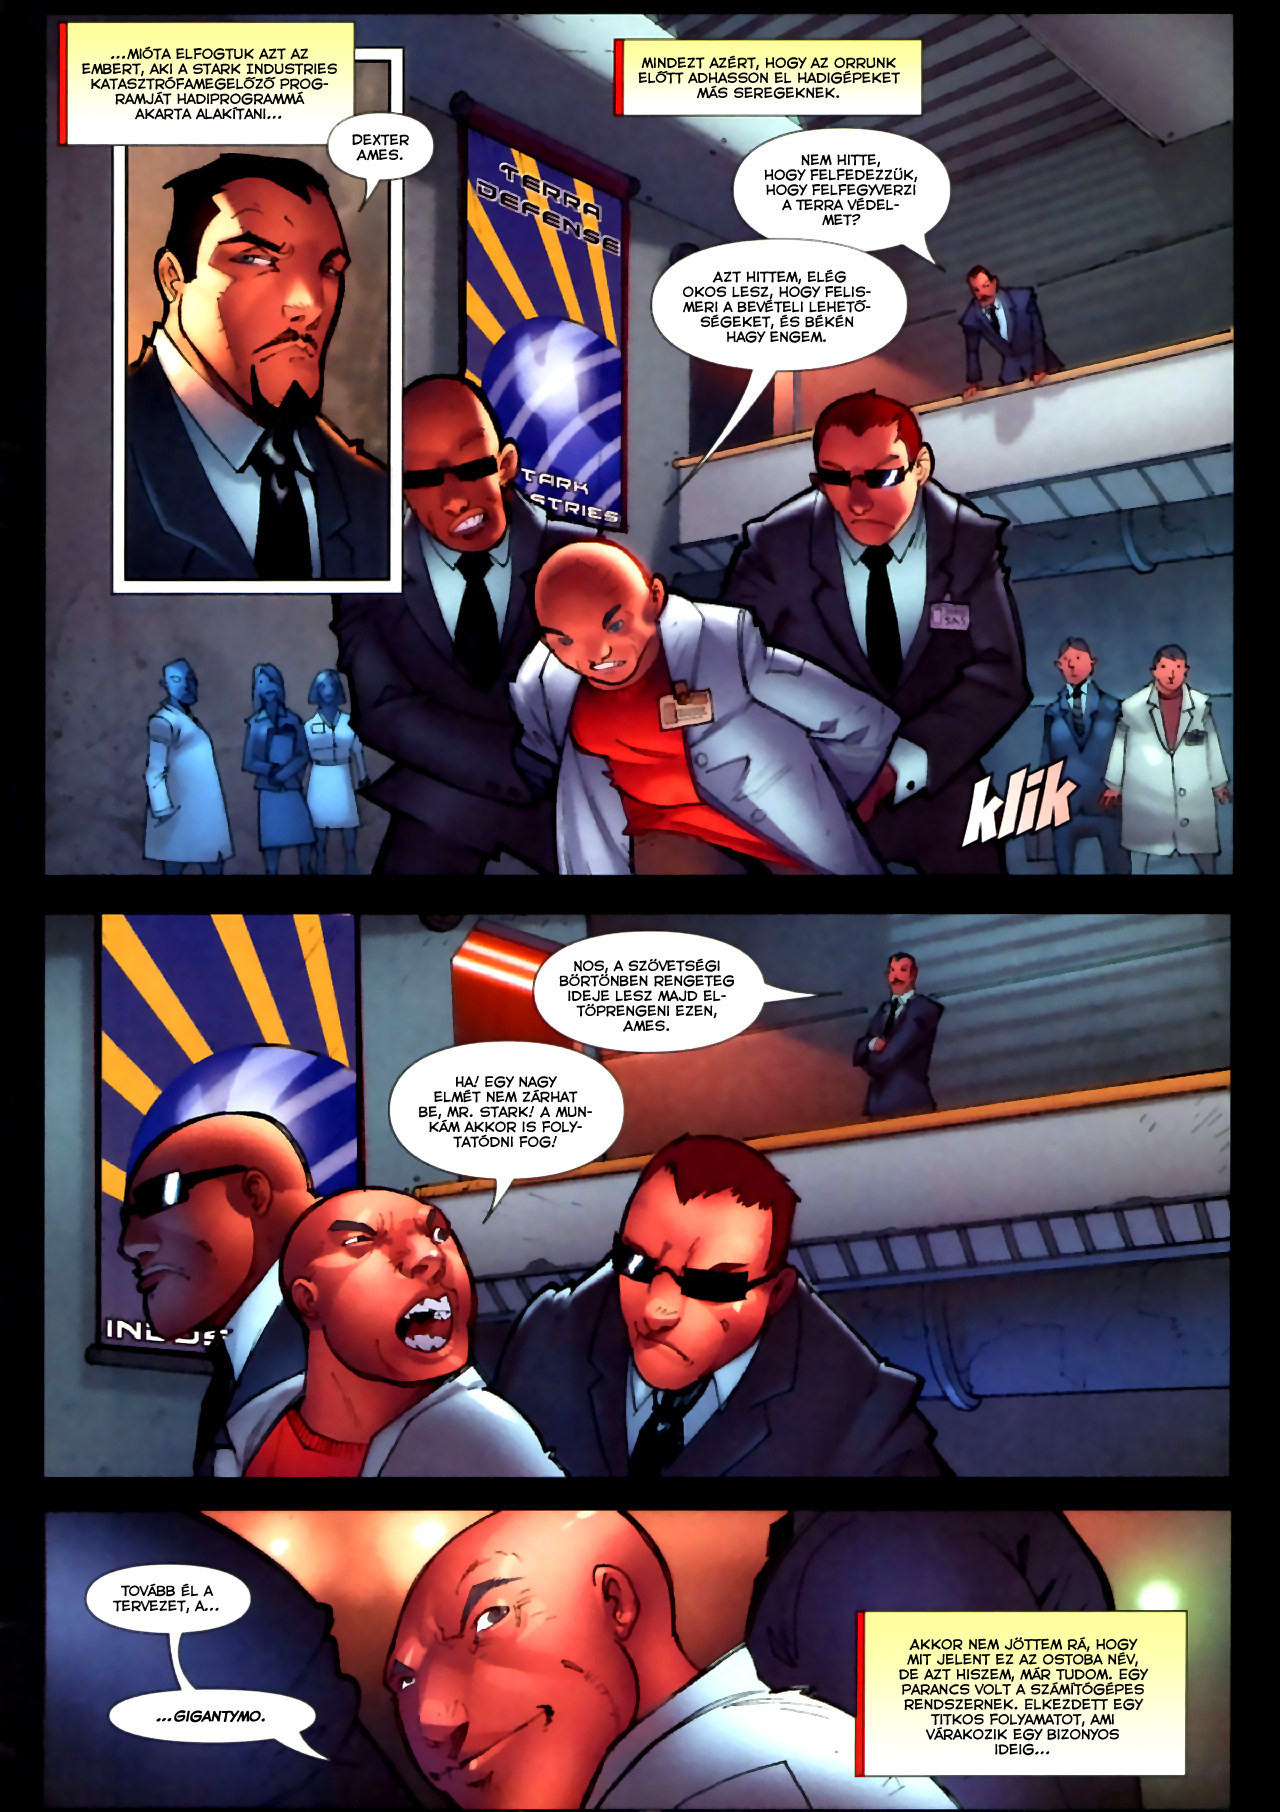 ...MIÓTA ELFOGTUK AZT AZ
EMBERT, AKI A STARK INDUSTRIES
KATASZTRÓFAMEGELŐZŐ PROG-
RAMJÁT HADIPROGRAMMÁ
AKARTA ALAKÍTANI...
DEXTER
AMES.
MINDEZT AZÉRT, HOGY AZ ORRUNK
ELŐTT ADHASSON EL HADIGÉPEKET
MÁS SEREGEKNEK.
NEM HITTE,
HOGY FELFEDEZZÜK,
HOGY FELFEGYVERZI
A TERRA VÉDEL-
MET?
AZT HITTEM, ELÉG
OKOS LESZ, HOGY FELIS-
MERI A BEVÉTELI LEHETŐ-
SÉGEKET, ÉS BÉKÉN
HAGY ENGEM.
TERRA
DEFENSE
TARK
STRIES
klik
NOS, A SZÖVETSÉGI
BÖRTÖNBEN RENGETEG
IDEJE LESZ MAJD EL-
TÖPRENGENI EZEN,
AMES.
HA! EGY NAGY
ELMÉT NEM ZÁRHAT
BE, MR. STARK! A MUN-
KÁM AKKOR IS FOLY-
TATÓDNI FOG!
INDUS
TOVÁBB ÉL A
TERVEZET, A...
...GIGANTYMO.
AKKOR NEM JÖTTEM RÁ, HOGY
MIT JELENT EZ AZ OSTOBA NÉV,
DE AZT HISZEM, MÁR TUDOM. EGY
PARANCS VOLT A SZÁMÍTÓGÉPES
RENDSZERNEK. ELKEZDETT EGY
TITKOS FOLYAMATOT, AMI
VÁRAKOZIK EGY BIZONYOS
IDEIG...